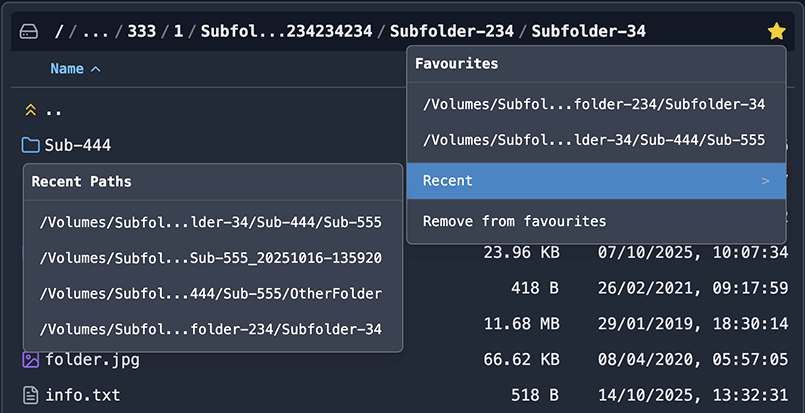 / / ... / 333 / 1 / Subfol...234234234 / Subfolder-234 / Subfolder-34
Name
Favourites
..
/Volumes/Subfol...folder-234/Subfolder-34
/Volumes/Subfol...lder-34/Sub-444/Sub-555
Sub-444
Recent Paths
Recent >
/Volumes/Subfol...lder-34/Sub-444/Sub-555
Remove from favourites
/Volumes/Subfol...Sub-555_20251016-135920
23.96 KB 07/10/2025, 10:07:34
/Volumes/Subfol...444/Sub-555/OtherFolder
418 B 26/02/2021, 09:17:59
/Volumes/Subfol...folder-234/Subfolder-34
11.68 MB 29/01/2019, 18:30:14
folder.jpg 66.62 KB 08/04/2020, 05:57:05
info.txt 518 B 14/10/2025, 13:32:31